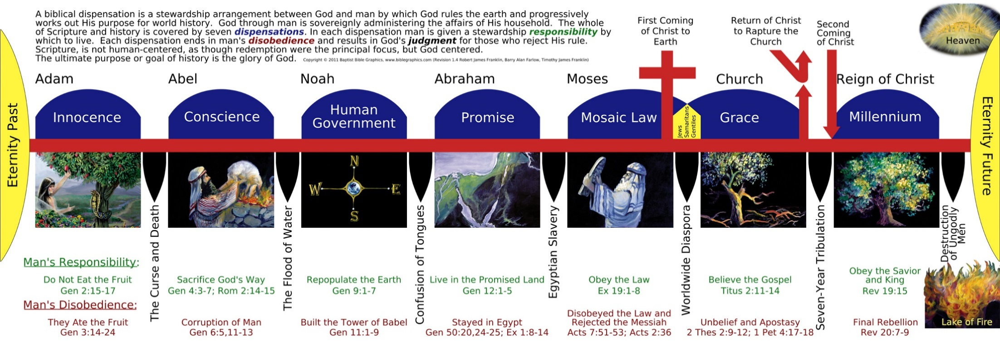 A biblical dispensation is a stewardship arrangement between God and man by which God rules the earth and progressively
works out His purpose for world history.  God through man is sovereignly administering the affairs of His household.  The whole
of Scripture and history is covered by seven dispensations. In each dispensation man is given a stewardship responsibility by
which to live.  Each dispensation ends in man's disobedience and results in God's judgment for those who reject His rule.
Scripture, is not human-centered, as though redemption were the principal focus, but God centered.
The ultimate purpose or goal of history is the glory of God.  Copyright © 2011 Baptist Bible Graphics, www.biblegraphics.com (Revision 1.4 Robert James Franklin, Barry Alan Farlow, Timothy James Franklin)
First Coming
of Christ to
Earth
Return of Christ
to Rapture the
Church
Second
Coming
of Christ
Heaven
Eternity Past
Adam
Innocence
Abel
Conscience
Noah
Human
Government
Abraham
Promise
Moses
Mosaic Law
Jews
Samaritans
Gentiles
Church
Grace
Reign of Christ
Millennium
Eternity Future
N
W
E
S
The Curse and Death
The Flood of Water
Confusion of Tongues
Egyptian Slavery
Worldwide Diaspora
Seven-Year Tribulation
Destruction
of Ungodly
Men
Man's Responsibility:
Do Not Eat the Fruit
Gen 2:15-17
Sacrifice God's Way
Gen 4:3-7; Rom 2:14-15
Repopulate the Earth
Gen 9:1-7
Live in the Promised Land
Gen 12:1-5
Obey the Law
Ex 19:1-8
Believe the Gospel
Titus 2:11-14
Obey the Savior
and King
Rev 19:15
Man's Disobedience:
They Ate the Fruit
Gen 3:14-24
Corruption of Man
Gen 6:5,11-13
Built the Tower of Babel
Gen 11:1-9
Stayed in Egypt
Gen 50:20,24-25; Ex 1:8-14
Disobeyed the Law and
Rejected the Messiah
Acts 7:51-53; Acts 2:36
Unbelief and Apostasy
2 Thes 2:9-12; 1 Pet 4:17-18
Final Rebellion
Rev 20:7-9
Lake of Fire